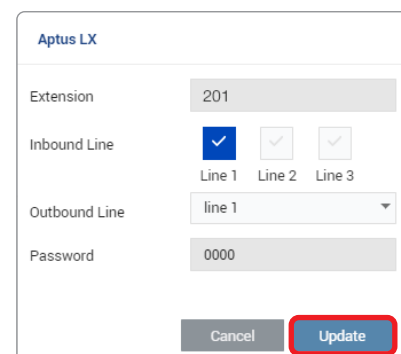 Aptus LX
Extension 201
Inbound Line
Line 1 Line 2 Line 3
Outbound Line line 1
Password 0000
Cancel Update